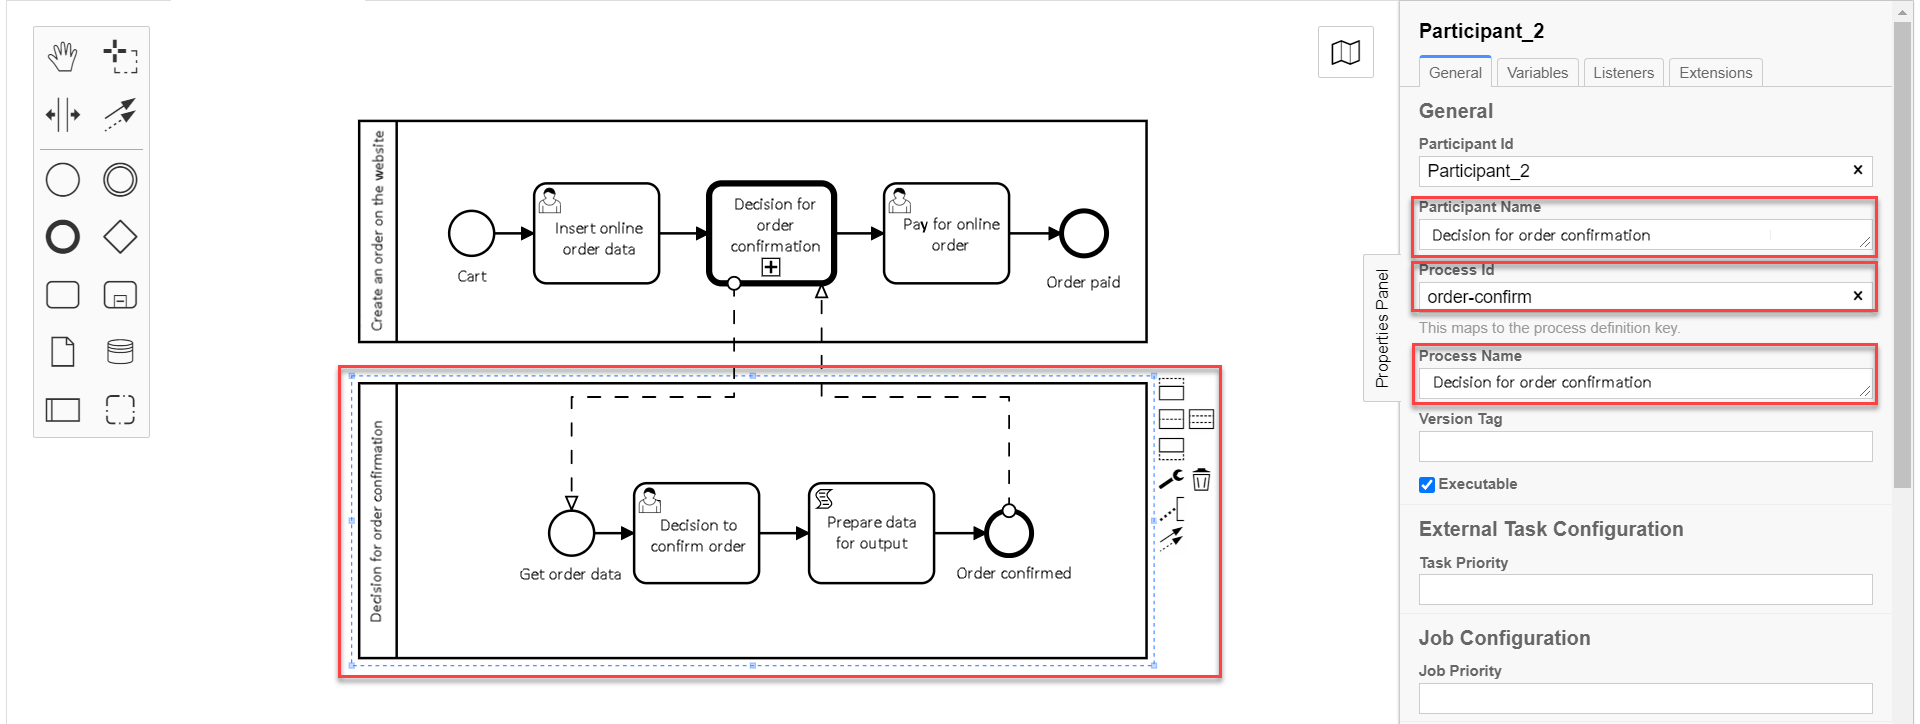 Create an order on the website
Cart
Insert online
order data
Decision for
order
confirmation
Pay for online
order
Order paid
Decision for order confirmation
Get order data
Decision to
confirm order
Prepare data
for output
Order confirmed
Properties Panel
Participant_2
General
Variables
Listeners
Extensions
General
Participant Id
Participant_2
Participant Name
Decision for order confirmation
Process Id
order-confirm
This maps to the process definition key.
Process Name
Decision for order confirmation
Version Tag
Executable
External Task Configuration
Task Priority
Job Configuration
Job Priority